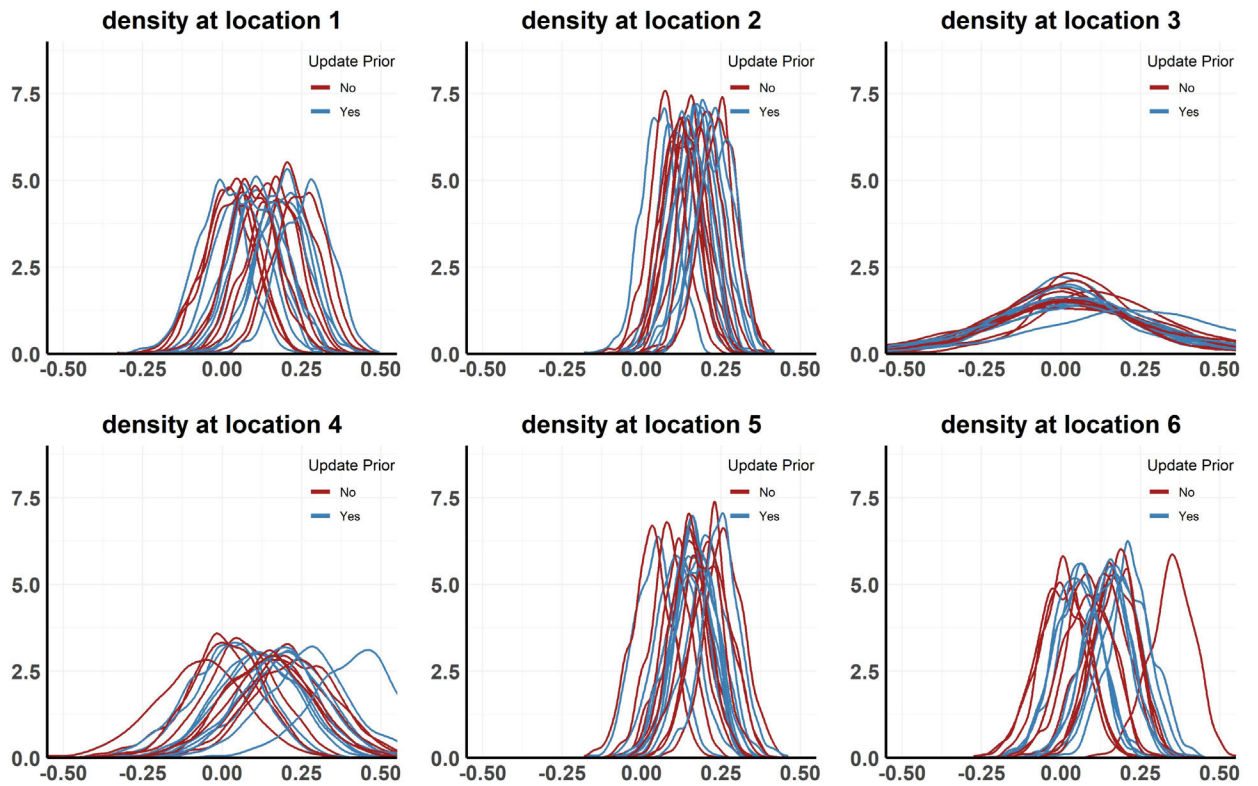 density at location 1
Update Prior
No
Yes
7.5
5.0
2.5
0.0
-0.50 -0.25 0.00 0.25 0.50
density at location 2
Update Prior
No
Yes
7.5
5.0
2.5
0.0
-0.50 -0.25 0.00 0.25 0.50
density at location 3
Update Prior
No
Yes
7.5
5.0
2.5
0.0
-0.50 -0.25 0.00 0.25 0.50
density at location 4
Update Prior
No
Yes
7.5
5.0
2.5
0.0
-0.50 -0.25 0.00 0.25 0.50
density at location 5
Update Prior
No
Yes
7.5
5.0
2.5
0.0
-0.50 -0.25 0.00 0.25 0.50
density at location 6
Update Prior
No
Yes
7.5
5.0
2.5
0.0
-0.50 -0.25 0.00 0.25 0.50